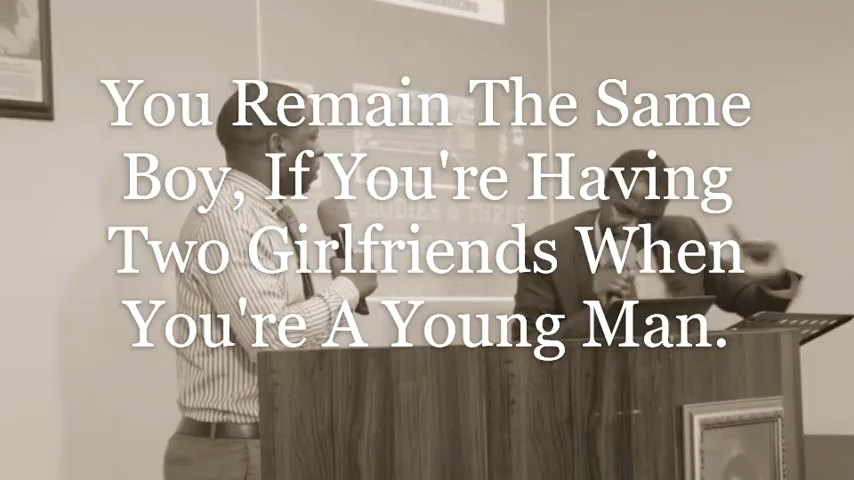 You Remain The Same
Boy, If You're Having
Two Girlfriends When
You're A Young Man.